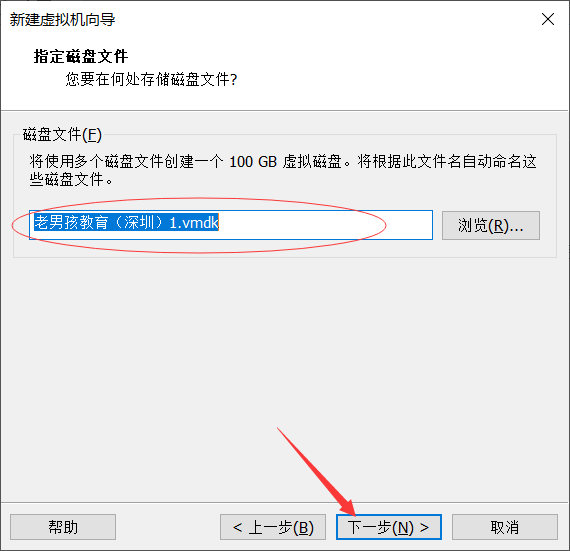 新建虚拟机向导
指定磁盘文件
您要在何处存储磁盘文件?
磁盘文件(F)
将使用多个磁盘文件创建一个 100 GB 虚拟磁盘。将根据此文件名自动命名这
些磁盘文件。
老男孩教育（深圳）1.vmdk
浏览(R)...
帮助
< 上一步(B)
下一步(N) >
取消